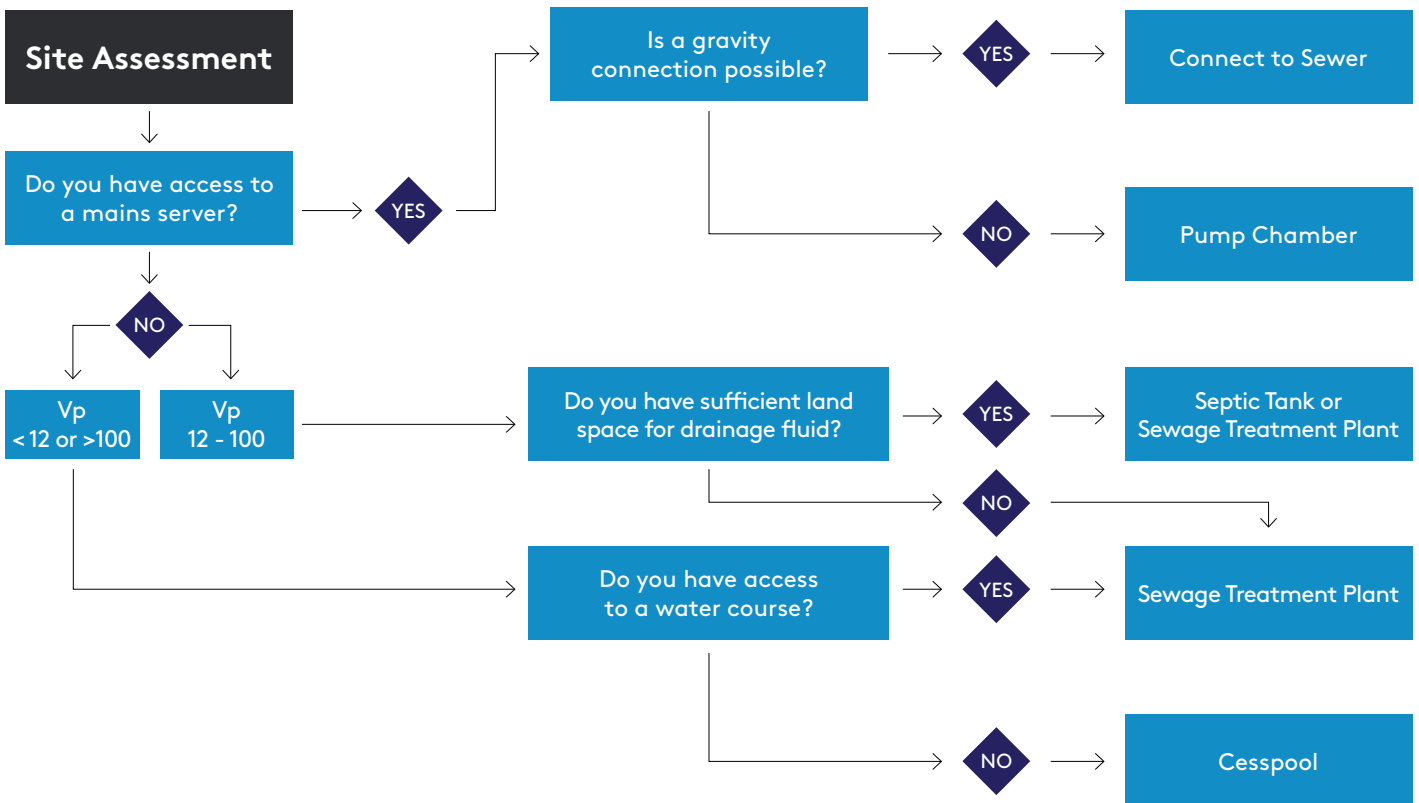 Site Assessment
Do you have access to
a mains server?
YES
Is a gravity
connection possible?
YES
Connect to Sewer
NO
Pump Chamber
NO
Vp
< 12 or >100
Vp
12 - 100
Do you have sufficient land
space for drainage fluid?
YES
Septic Tank or
Sewage Treatment Plant
NO
Do you have access
to a water course?
YES
Sewage Treatment Plant
NO
Cesspool